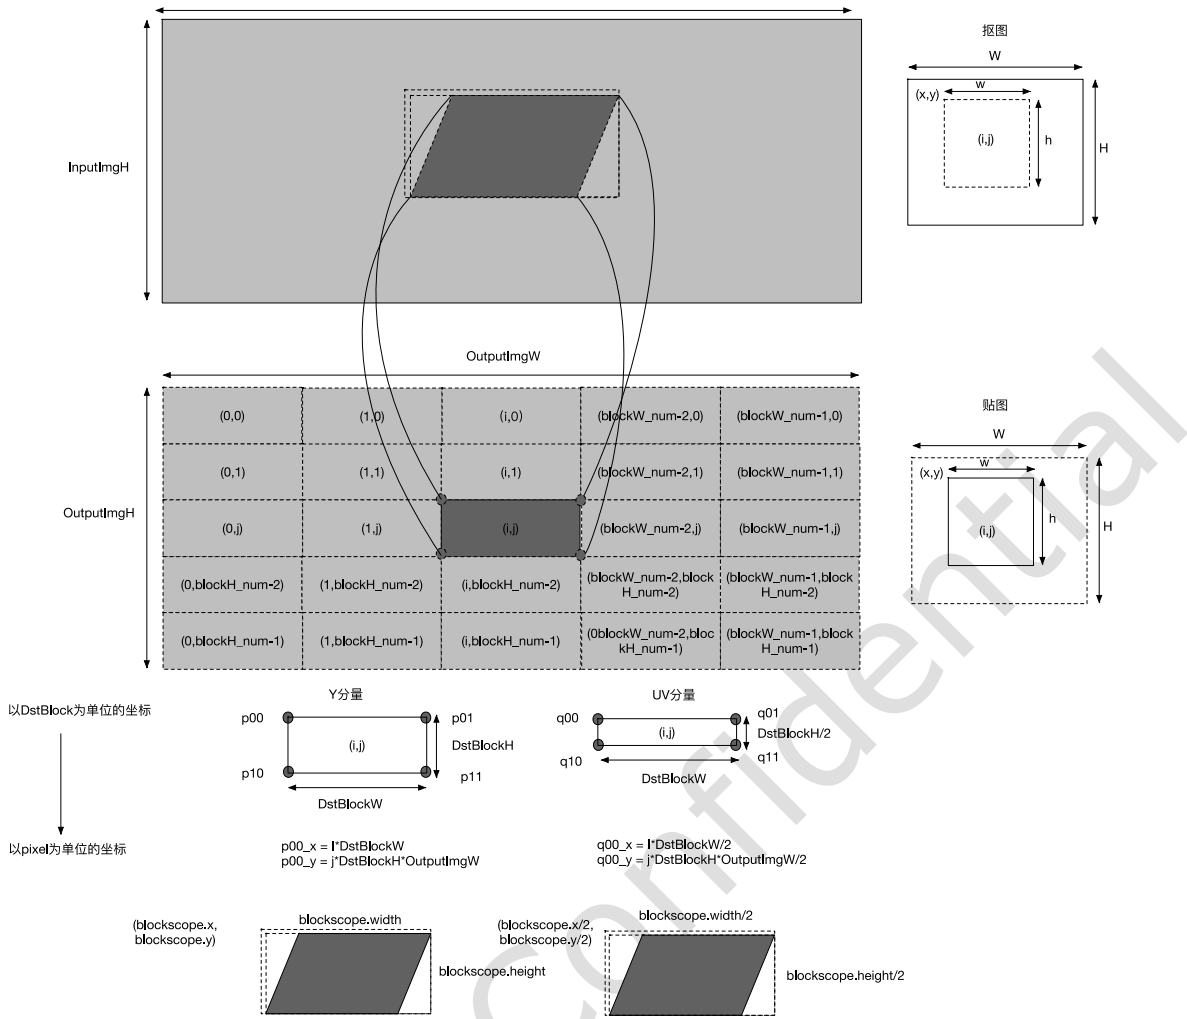 抠图
W
(x,y)
w
(i,j)
h
H
InputImgH
OutputImgW
OutputImgH
(0,0)
(1,0)
(i,0)
(blockW_num-2,0)
(blockW_num-1,0)
(0,1)
(1,1)
(i,1)
(blockW_num-2,1)
(blockW_num-1,1)
(0,j)
(1,j)
(i,j)
(blockW_num-2,j)
(blockW_num-1,j)
(0,blockH_num-2)
(1,blockH_num-2)
(i,blockH_num-2)
(blockW_num-2,block
H_num-2)
(blockW_num-1,block
H_num-2)
(0,blockH_num-1)
(1,blockH_num-1)
(i,blockH_num-1)
(0blockW_num-2,bloc
kH_num-1)
(blockW_num-1,block
H_num-1)
贴图
W
(x,y)
w
(i,j)
h
H
以DstBlock为单位的坐标
以pixel为单位的坐标
Y分量
p00
p01
(i,j)
DstBlockH
p10
p11
DstBlockW
UV分量
q00
q01
(i,j)
DstBlockH/2
q10
q11
DstBlockW
p00_x = I*DstBlockW
p00_y = j*DstBlockH*OutputImgW
q00_x = I*DstBlockW/2
q00_y = j*DstBlockH*OutputImgW/2
(blockscope.x,
blockscope.y)
blockscope.width
blockscope.height
(blockscope.x/2,
blockscope.y/2)
blockscope.width/2
blockscope.height/2
Confidential